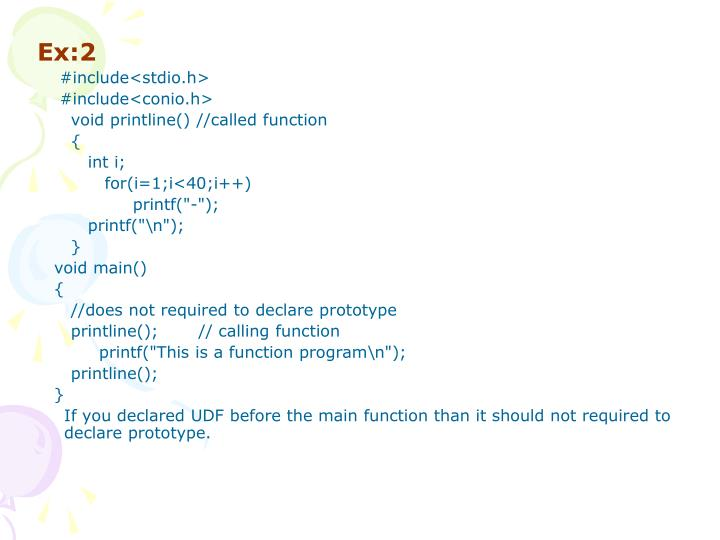 Ex:2
#include<stdio.h>
#include<conio.h>
void printline() //called function
{
int i;
for(i=1;i<40;i++)
printf("-");
printf("\n");
}
void main()
{
//does not required to declare prototype
printline(); // calling function
printf("This is a function program\n");
printline();
}
If you declared UDF before the main function than it should not required to
declare prototype.